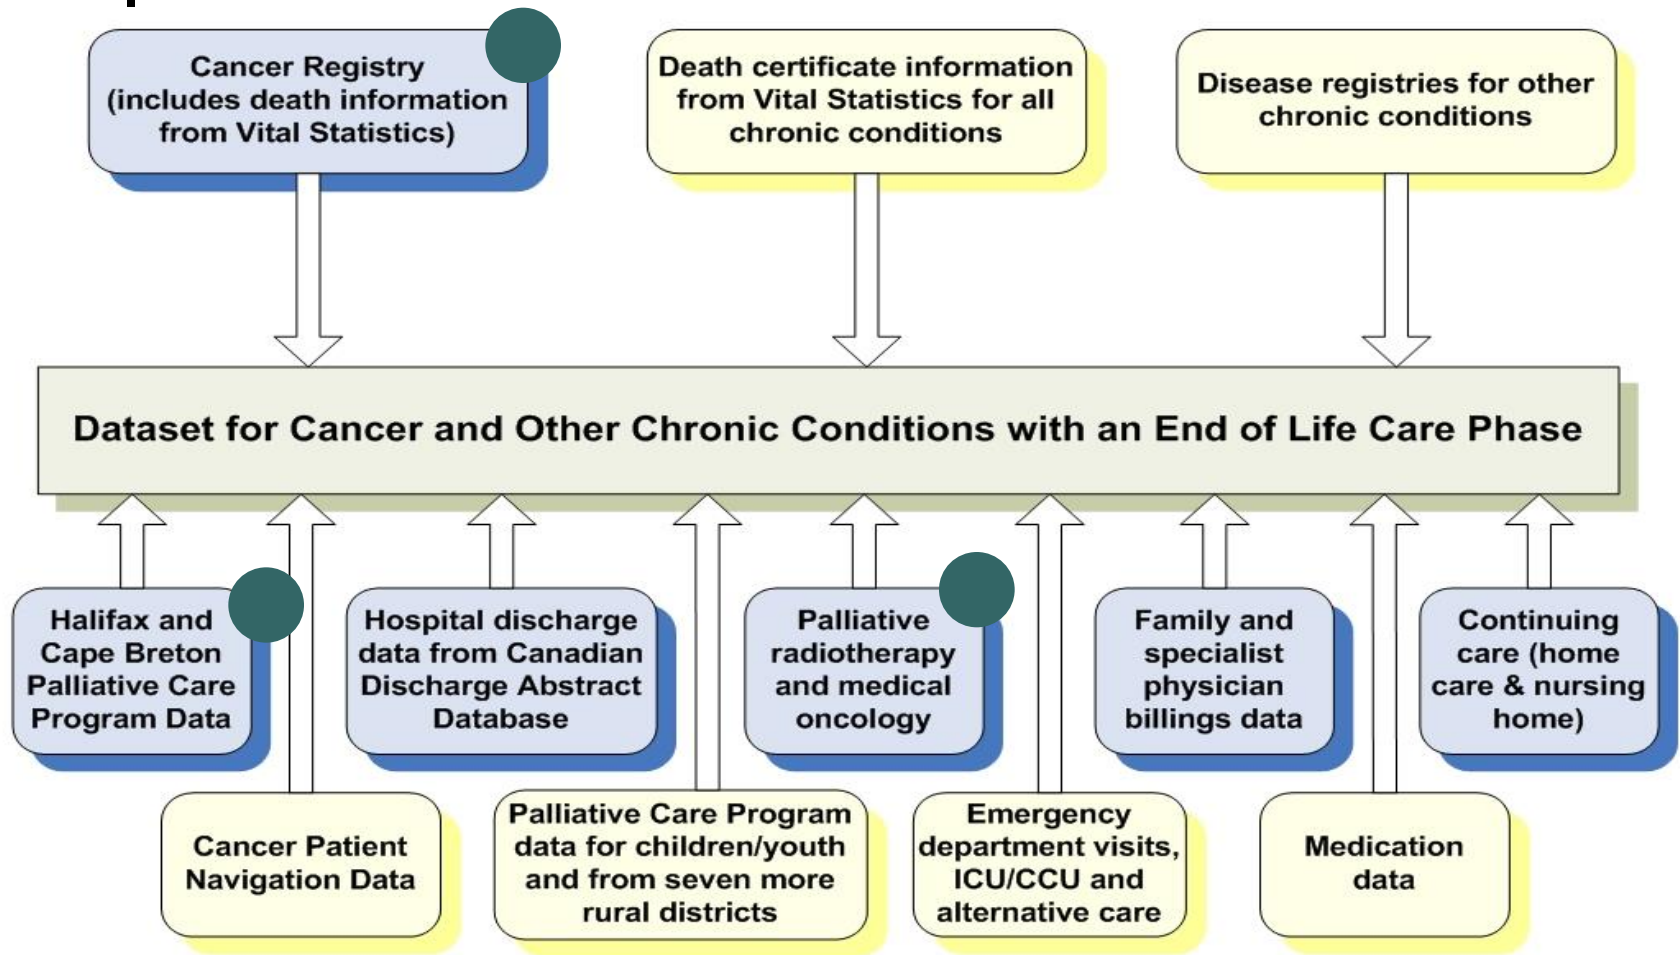 Cancer Registry
(includes death information
from Vital Statistics)
Death certificate information
from Vital Statistics for all
chronic conditions
Disease registries for other
chronic conditions
Dataset for Cancer and Other Chronic Conditions with an End of Life Care Phase
Halifax and
Cape Breton
Palliative Care
Program Data
Hospital discharge
data from Canadian
Discharge Abstract
Database
Palliative
radiotherapy
and medical
oncology
Family and
specialist
physician
billings data
Continuing
care (home
care & nursing
home)
Cancer Patient
Navigation Data
Palliative Care Program
data for children/youth
and from seven more
rural districts
Emergency
department visits,
ICU/CCU and
alternative care
Medication
data